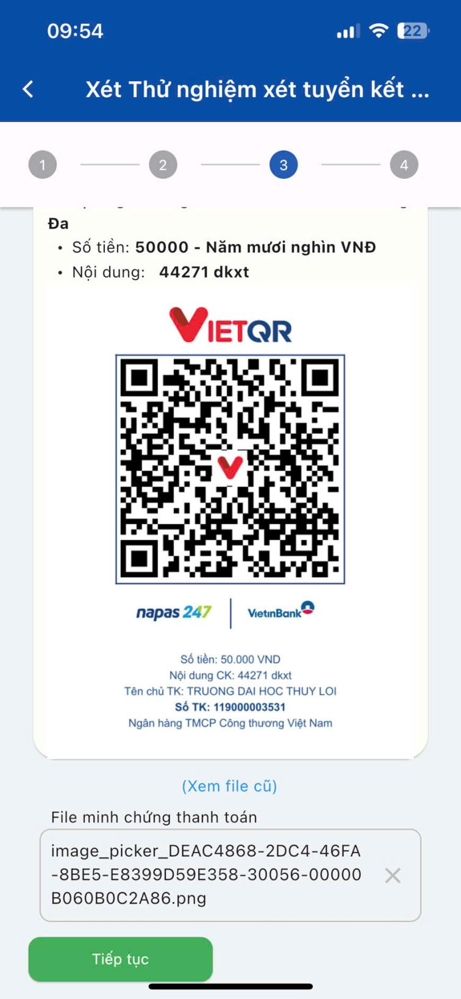 09:54
22
Xét Thử nghiệm xét tuyển kết ...
1
2
3
4
Đa
• Số tiền: 50000 - Năm mươi nghìn VNĐ
• Nội dung: 44271 dkxt
VIETQR
napas 247
VietinBank
Số tiền: 50.000 VND
Nội dung CK: 44271 dkxt
Tên chủ TK: TRUONG DAI HOC THUY LOI
Số TK: 119000003531
Ngân hàng TMCP Công thương Việt Nam
(Xem file cũ)
File minh chứng thanh toán
image_picker_DEAC4868-2DC4-46FA
-8BE5-E8399D59E358-30056-00000
B060B0C2A86.png
Tiếp tục